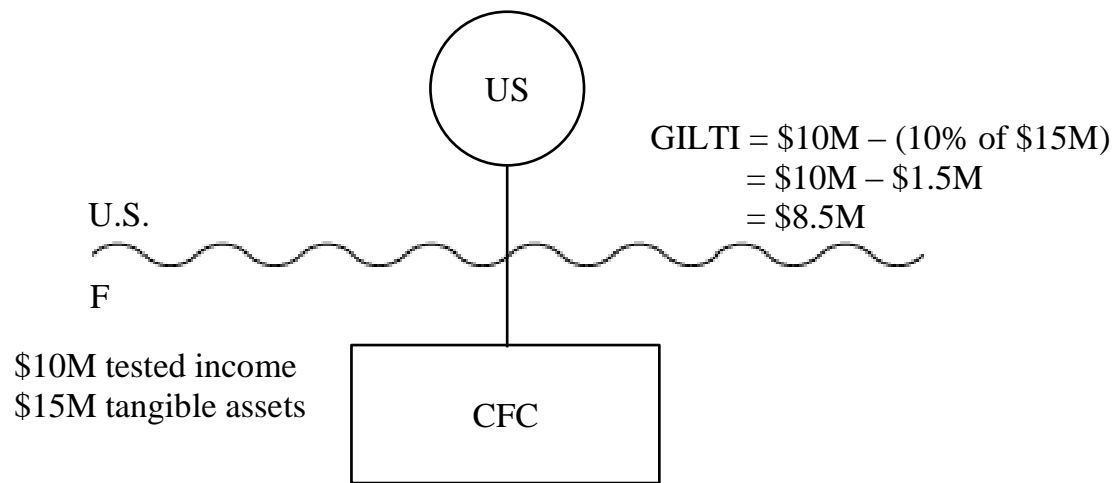 US
GILTI = $10M – (10% of $15M)
= $10M – $1.5M
= $8.5M
U.S.
F
$10M tested income
$15M tangible assets
CFC